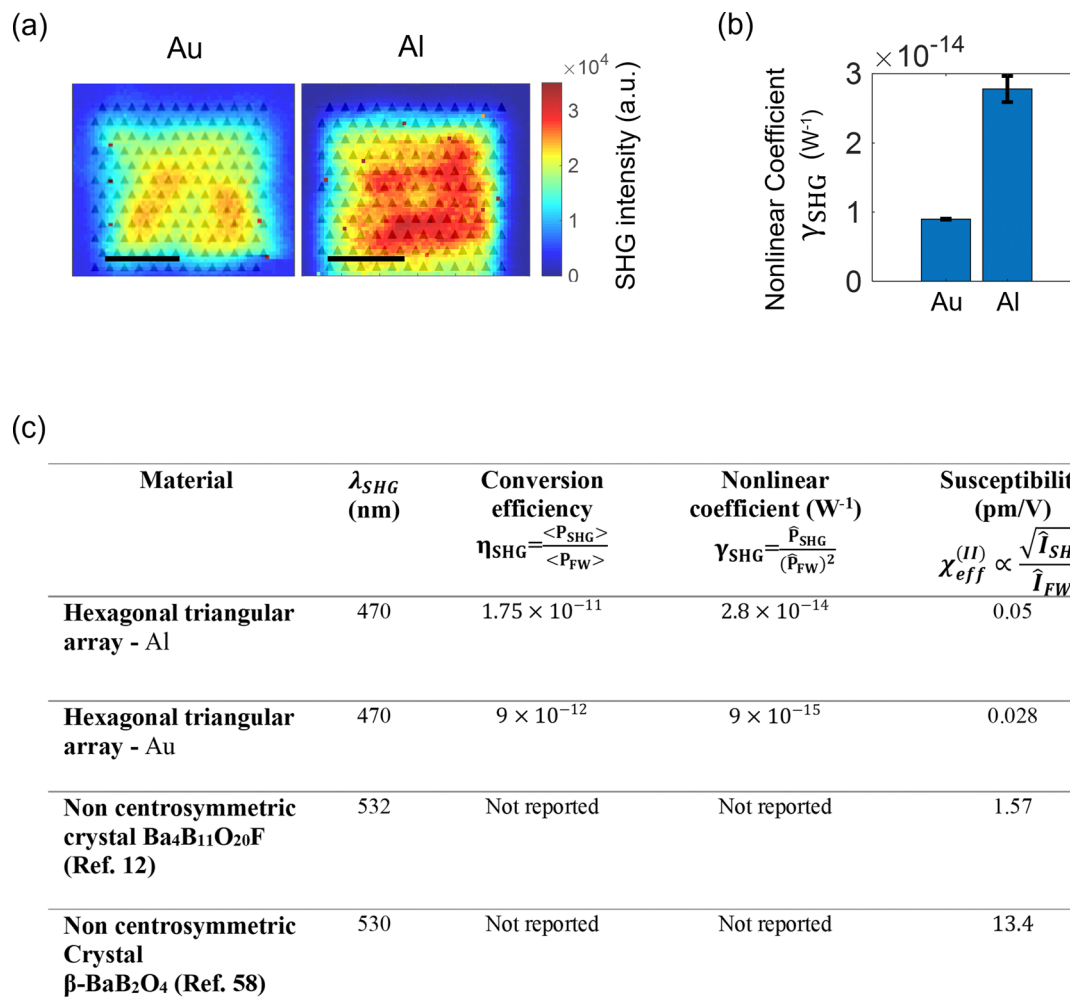 (a)
Au
Al
×10⁴
3
2
1
0
SHG intensity (a.u.)
(b)
×10⁻¹⁴
3
2
1
0
Nonlinear Coefficient
γSHG (W⁻¹)
Au
Al
(c)
Material
λSHG
(nm)
Conversion
efficiency
ηSHG=<PSHG>/<PFW>
Nonlinear
coefficient (W⁻¹)
γSHG=P̂SHG/(P̂FW)²
Susceptibilit
(pm/V)
χeff(II) ∝ √ÎSH/ÎFW
Hexagonal triangular
array - Al
470
1.75 × 10⁻¹¹
2.8 × 10⁻¹⁴
0.05
Hexagonal triangular
array - Au
470
9 × 10⁻¹²
9 × 10⁻¹⁵
0.028
Non centrosymmetric
crystal Ba₄B₁₁O₂₀F
(Ref. 12)
532
Not reported
Not reported
1.57
Non centrosymmetric
Crystal
β-BaB₂O₄ (Ref. 58)
530
Not reported
Not reported
13.4